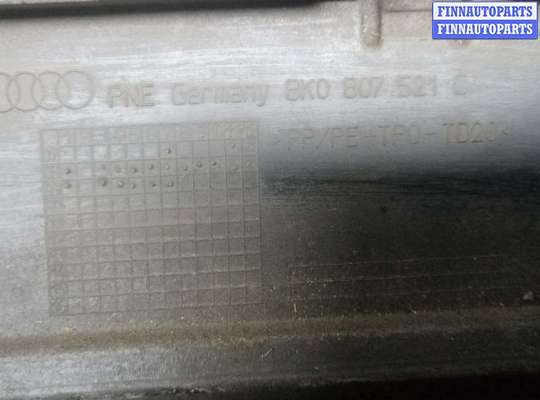 FINNAUTOPARTS
FINNAUTOPARTS
PNE Germany 8K0 807 521 C
>PP/PE-TPO-TD20<